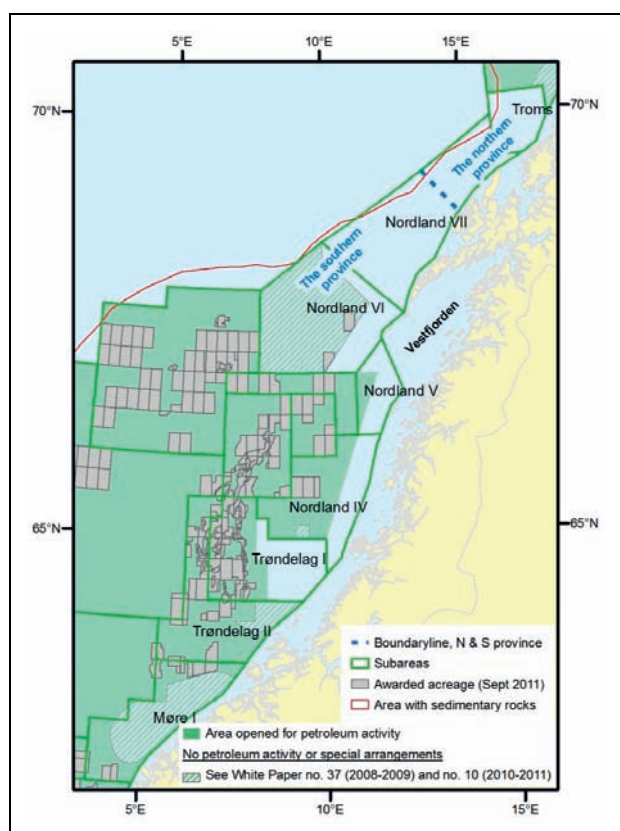 5°E 10°E 15°E
70°N 70°N
Troms
The northern
province
Nordland VII
The southern
province
Nordland VI
Vestfjorden
Nordland V
Nordland IV
65°N 65°N
Trøndelag I
Trøndelag II
Møre I
Boundaryline, N & S province
Subareas
Awarded acreage (Sept 2011)
Area with sedimentary rocks
Area opened for petroleum activity
No petroleum activity or special arrangements
See White Paper no. 37 (2008-2009) and no. 10 (2010-2011)
5°E 10°E 15°E